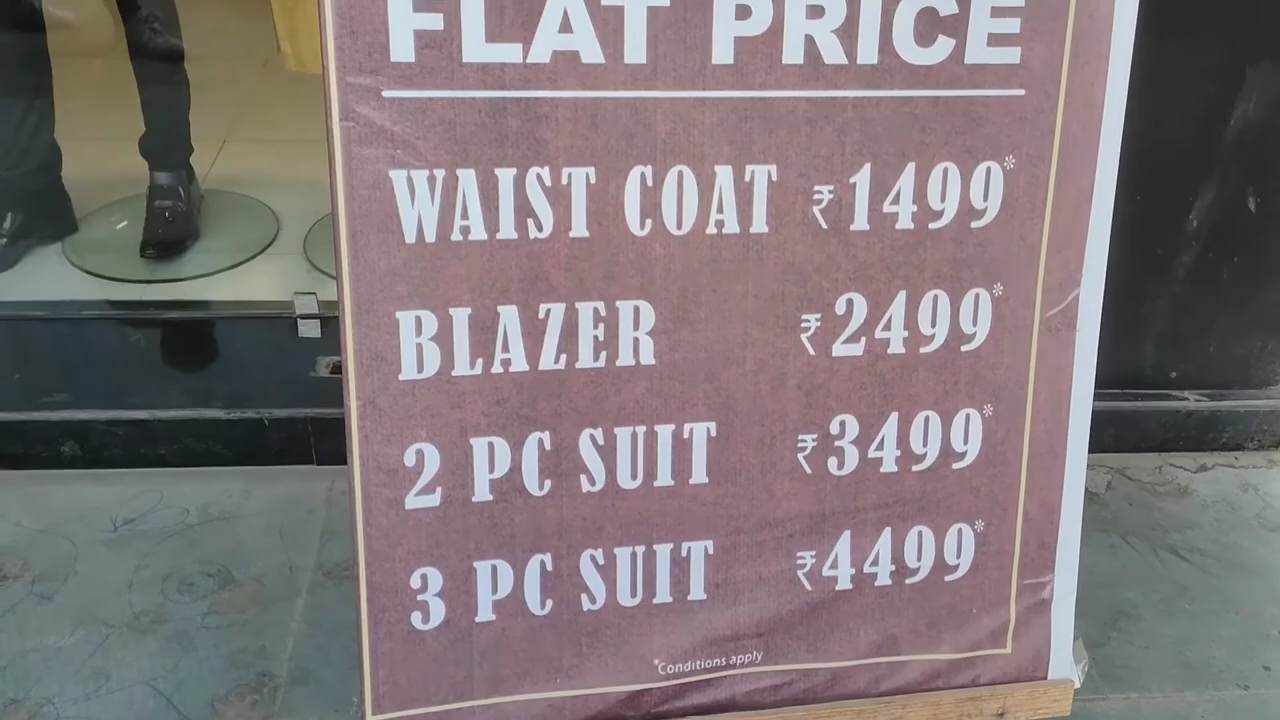 FLAT PRICE
WAIST COAT ₹1499*
BLAZER ₹2499*
2 PC SUIT ₹3499*
3 PC SUIT ₹4499*
*Conditions apply